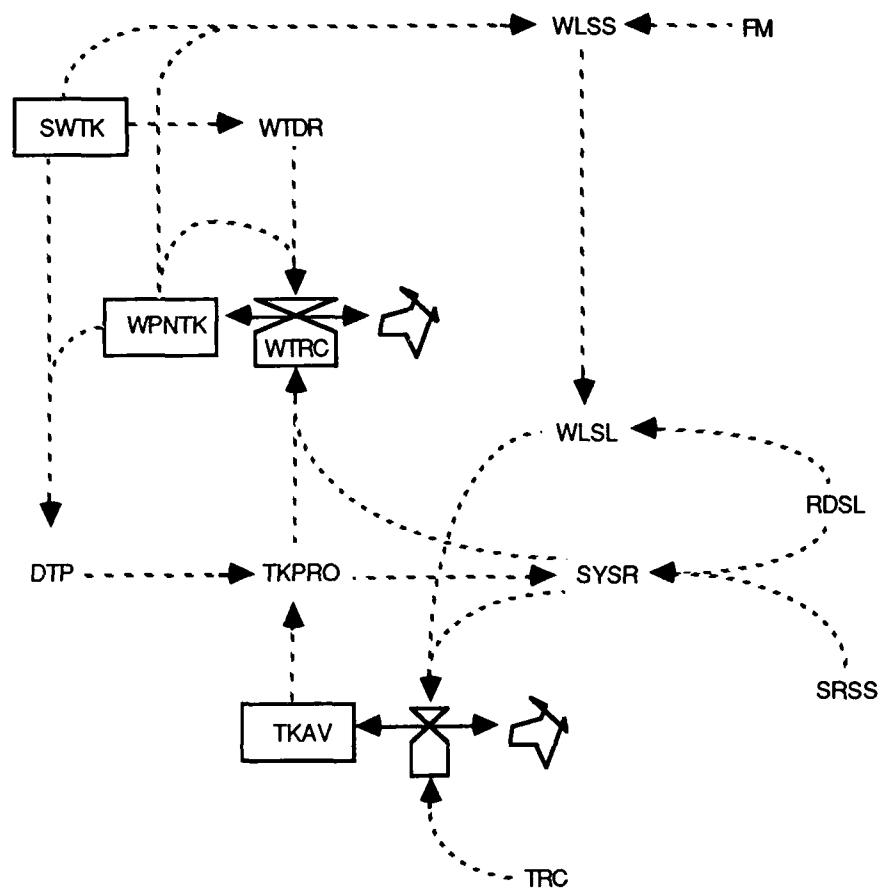 WLSS
FM
SWTK
WTDR
WPNTK
WTRC
WLSL
RDSL
DTP
TKPRO
SYSR
SRSS
TKAV
TRC